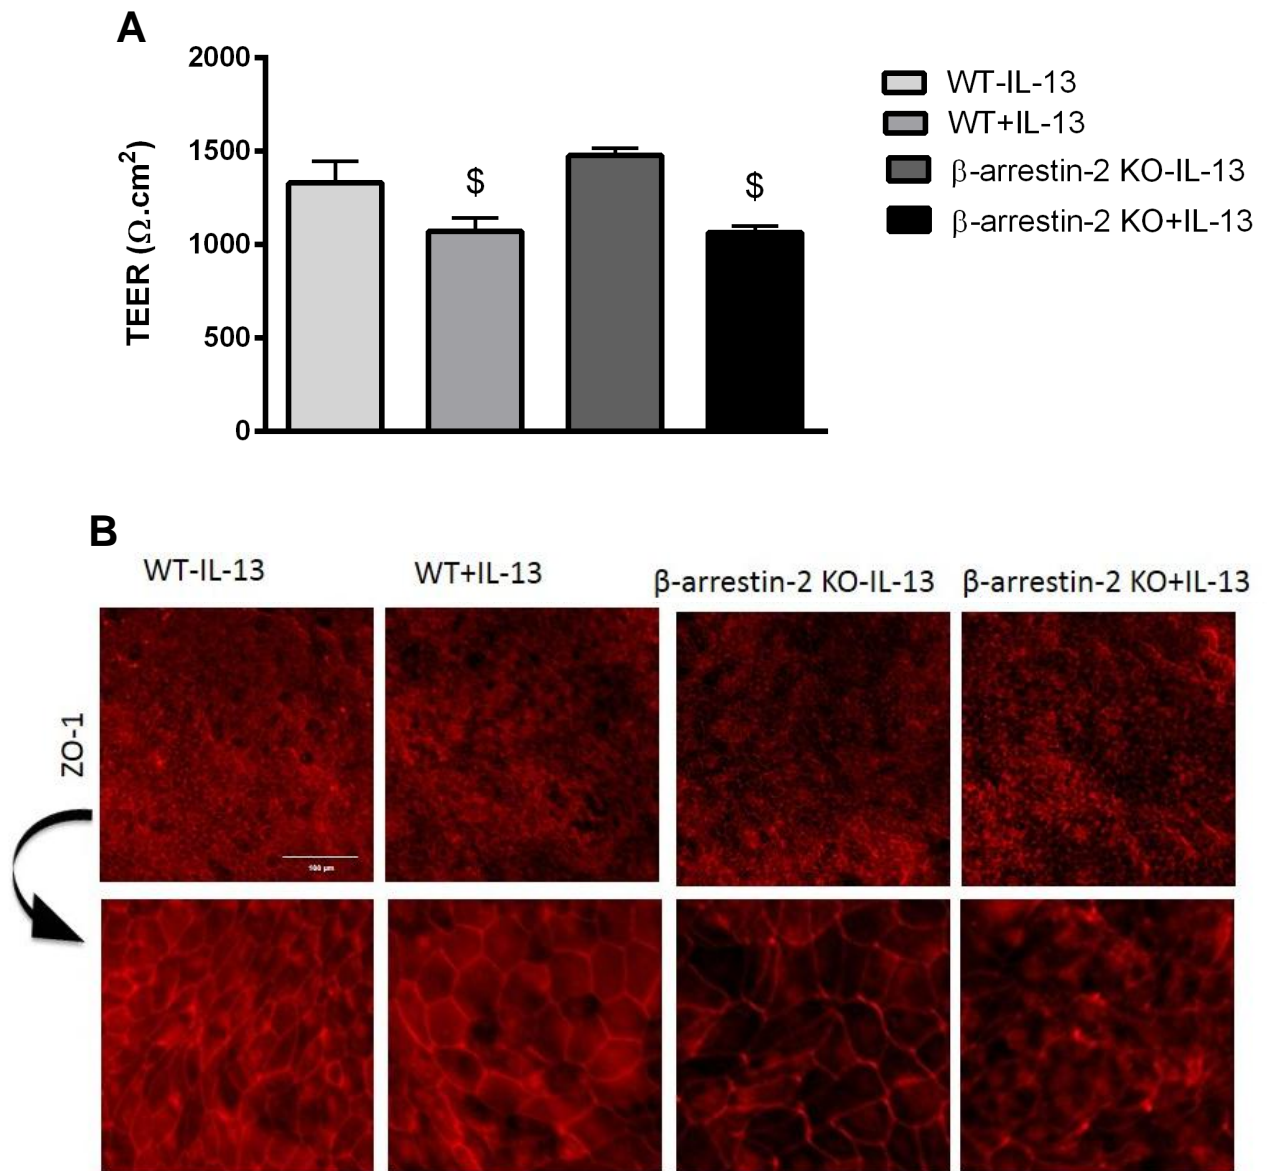 A
2000
1500
1000
500
0
TEER (Ω.cm²)
$
$
WT-IL-13
WT+IL-13
β-arrestin-2 KO-IL-13
β-arrestin-2 KO+IL-13
B
WT-IL-13
WT+IL-13
β-arrestin-2 KO-IL-13
β-arrestin-2 KO+IL-13
ZO-1
100 µm